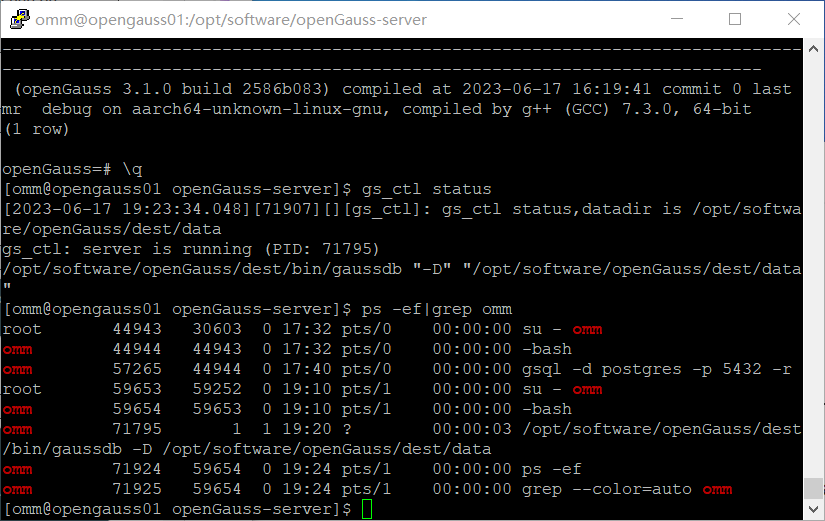 omm@opengauss01:/opt/software/openGauss-server
--------------------------------------------------------------------------------
----------------------------------------------------------------------------
 (openGauss 3.1.0 build 2586b083) compiled at 2023-06-17 16:19:41 commit 0 last
mr  debug on aarch64-unknown-linux-gnu, compiled by g++ (GCC) 7.3.0, 64-bit
(1 row)
openGauss=# \q
[omm@opengauss01 openGauss-server]$ gs_ctl status
[2023-06-17 19:23:34.048][71907][][gs_ctl]: gs_ctl status,datadir is /opt/softwa
re/openGauss/dest/data
gs_ctl: server is running (PID: 71795)
/opt/software/openGauss/dest/bin/gaussdb "-D" "/opt/software/openGauss/dest/data
"
[omm@opengauss01 openGauss-server]$ ps -ef|grep omm
root       44943   30603  0 17:32 pts/0    00:00:00 su - omm
omm        44944   44943  0 17:32 pts/0    00:00:00 -bash
omm        57265   44944  0 17:40 pts/0    00:00:00 gsql -d postgres -p 5432 -r
root       59653   59252  0 19:10 pts/1    00:00:00 su - omm
omm        59654   59653  0 19:10 pts/1    00:00:00 -bash
omm        71795       1  1 19:20 ?        00:00:03 /opt/software/openGauss/dest
/bin/gaussdb -D /opt/software/openGauss/dest/data
omm        71924   59654  0 19:24 pts/1    00:00:00 ps -ef
omm        71925   59654  0 19:24 pts/1    00:00:00 grep --color=auto omm
[omm@opengauss01 openGauss-server]$